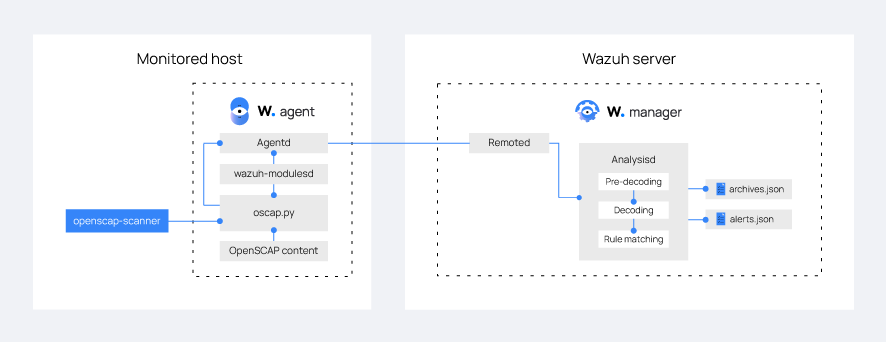 Monitored host
W. agent
Agentd
wazuh-modulesd
oscap.py
openscap-scanner
OpenSCAP content
Wazuh server
W. manager
Remoted
Analysisd
Pre-decoding
Decoding
Rule matching
archives.json
alerts.json